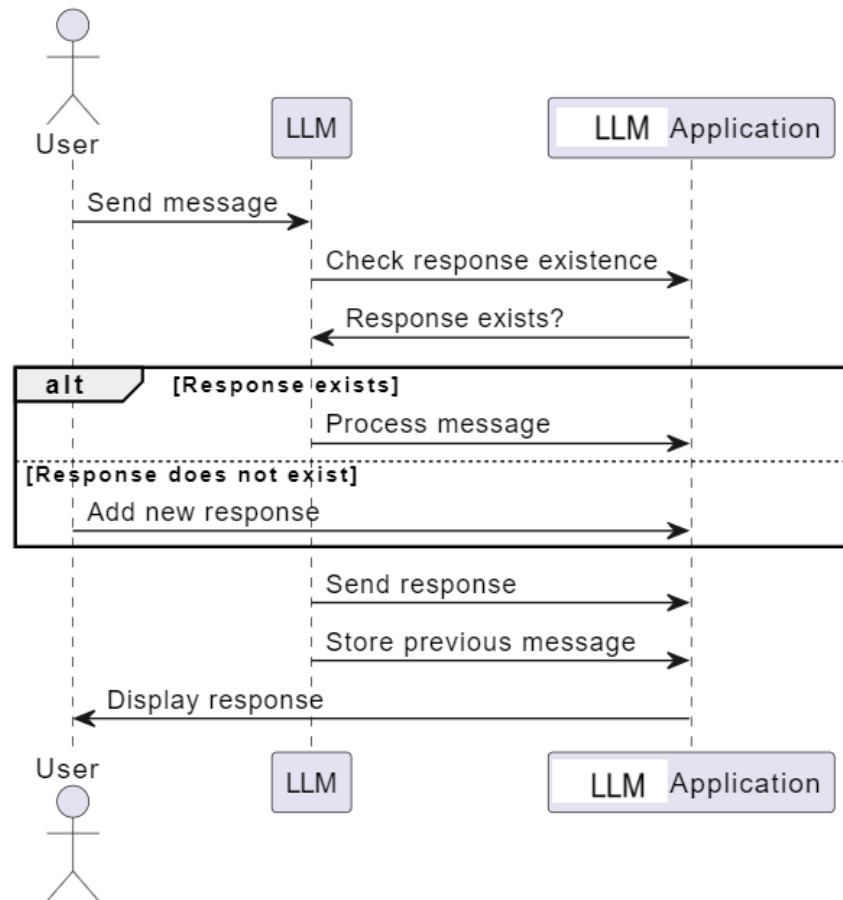 User
LLM
LLM Application
Send message
Check response existence
Response exists?
alt [Response exists]
Process message
[Response does not exist]
Add new response
Send response
Store previous message
Display response
User
LLM
LLM Application